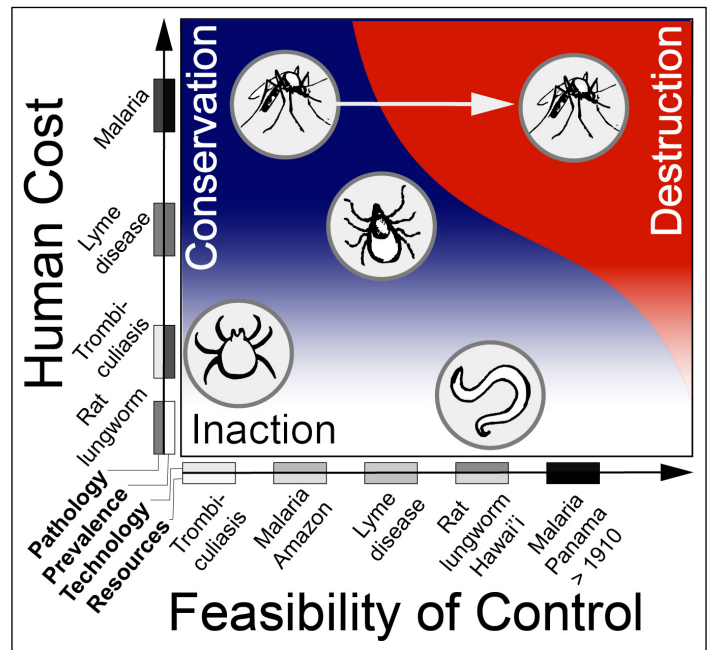 Human Cost
Malaria
Lyme
disease
Trombi-
culiasis
Rat
lungworm
Conservation
Destruction
Inaction
Pathology
Prevalence
Technology
Resources
Trombi-
culiasis
Malaria
Amazon
Lyme
disease
Rat
lungworm
Hawai'i
Malaria
Panama
> 1910
Feasibility of Control